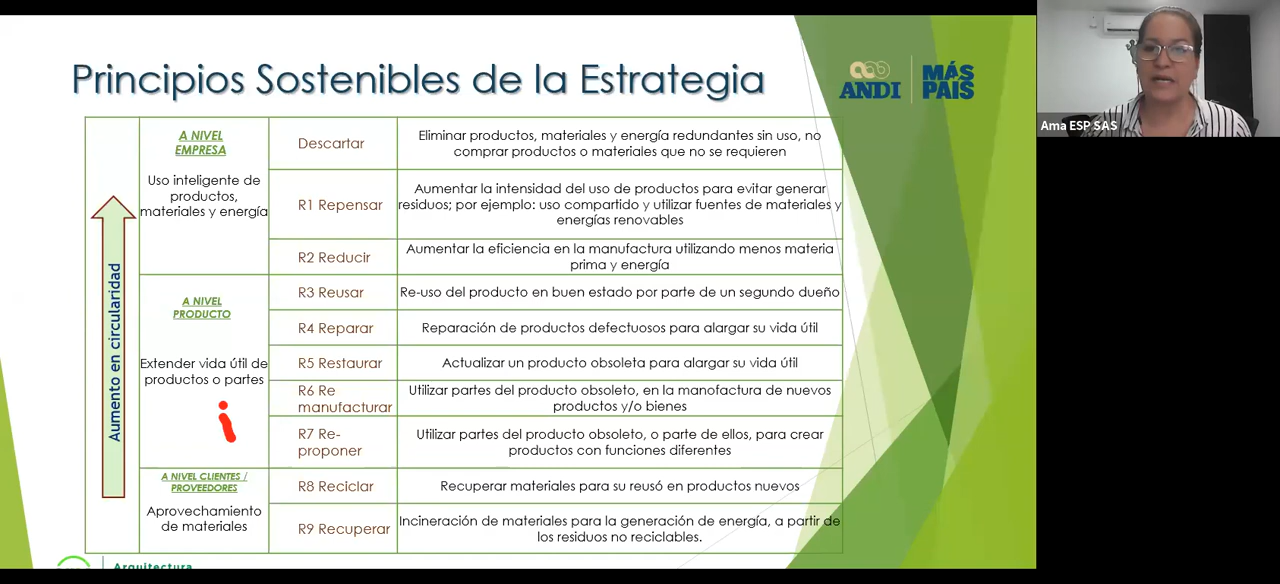 Principios Sostenibles de la Estrategia
ANDI
MÁS
PAÍS
Ama ESP SAS
Aumento en circularidad
A NIVEL
EMPRESA
Uso inteligente de
productos,
materiales y energía
Descartar
Eliminar productos, materiales y energía redundantes sin uso, no
comprar productos o materiales que no se requieren
R1 Repensar
Aumentar la intensidad del uso de productos para evitar generar
residuos; por ejemplo: uso compartido y utilizar fuentes de materiales y
energías renovables
R2 Reducir
Aumentar la eficiencia en la manufactura utilizando menos materia
prima y energía
A NIVEL
PRODUCTO
Extender vida útil de
productos o partes
R3 Reusar
Re-uso del producto en buen estado por parte de un segundo dueño
R4 Reparar
Reparación de productos defectuosos para alargar su vida útil
R5 Restaurar
Actualizar un producto obsoleta para alargar su vida útil
R6 Re
manufacturar
Utilizar partes del producto obsoleto, en la manofactura de nuevos
productos y/o bienes
R7 Re-
proponer
Utilizar partes del producto obsoleto, o parte de ellos, para crear
productos con funciones diferentes
A NIVEL CLIENTES /
PROVEEDORES
Aprovechamiento
de materiales
R8 Reciclar
Recuperar materiales para su reusó en productos nuevos
R9 Recuperar
Incineración de materiales para la generación de energía, a partir de
los residuos no reciclables.
Arquitectura